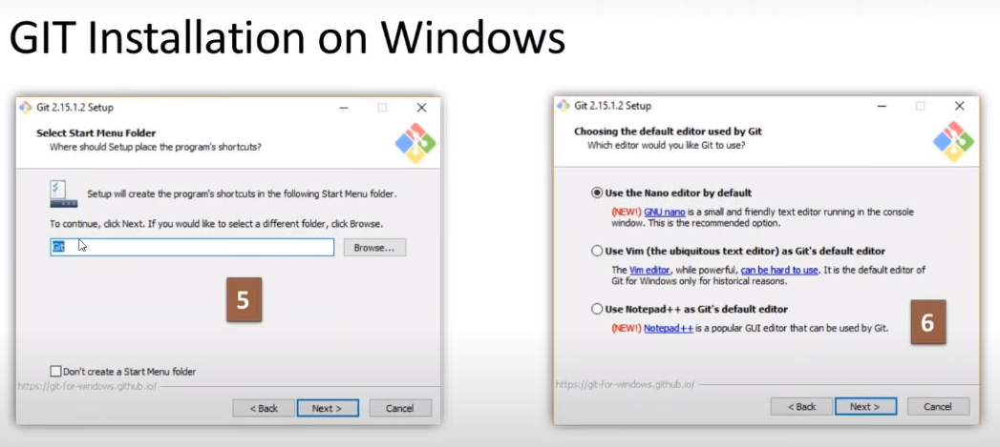 GIT Installation on Windows
Git 2.15.1.2 Setup
Select Start Menu Folder
Where should Setup place the program's shortcuts?
Setup will create the program's shortcuts in the following Start Menu folder.
To continue, click Next. If you would like to select a different folder, click Browse.
Git
Browse...
5
Don't create a Start Menu folder
https://git-for-windows.github.io/
< Back
Next >
Cancel
Git 2.15.1.2 Setup
Choosing the default editor used by Git
Which editor would you like Git to use?
Use the Nano editor by default
(NEW!) GNU nano is a small and friendly text editor running in the console
window. This is the recommended option.
Use Vim (the ubiquitous text editor) as Git's default editor
The Vim editor, while powerful, can be hard to use. It is the default editor of
Git for Windows only for historical reasons.
Use Notepad++ as Git's default editor
(NEW!) Notepad++ is a popular GUI editor that can be used by Git.
6
https://git-for-windows.github.io/
< Back
Next >
Cancel